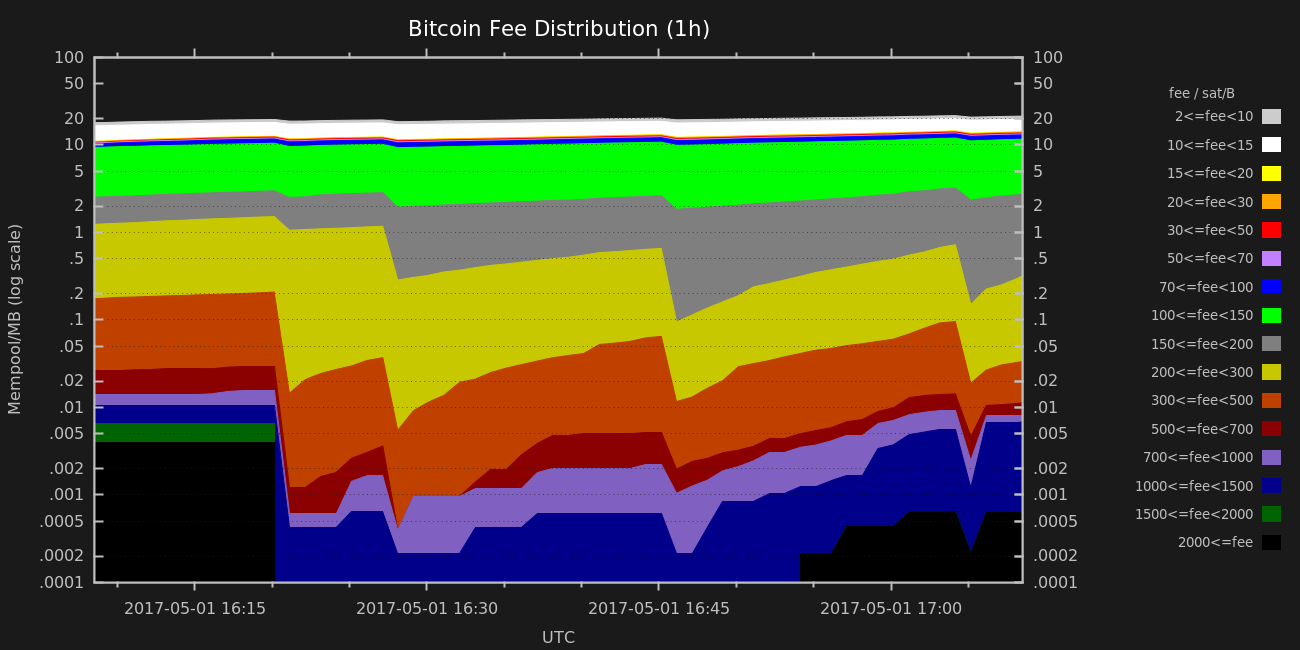 Bitcoin Fee Distribution (1h)
100 100
50 50
20 20
10 10
5 5
2 2
1 1
.5 .5
.2 .2
.1 .1
.05 .05
.02 .02
.01 .01
.005 .005
.002 .002
.001 .001
.0005 .0005
.0002 .0002
.0001 .0001
Mempool/MB (log scale)
2017-05-01 16:15 2017-05-01 16:30 2017-05-01 16:45 2017-05-01 17:00
UTC
fee / sat/B
2<=fee<10
10<=fee<15
15<=fee<20
20<=fee<30
30<=fee<50
50<=fee<70
70<=fee<100
100<=fee<150
150<=fee<200
200<=fee<300
300<=fee<500
500<=fee<700
700<=fee<1000
1000<=fee<1500
1500<=fee<2000
2000<=fee